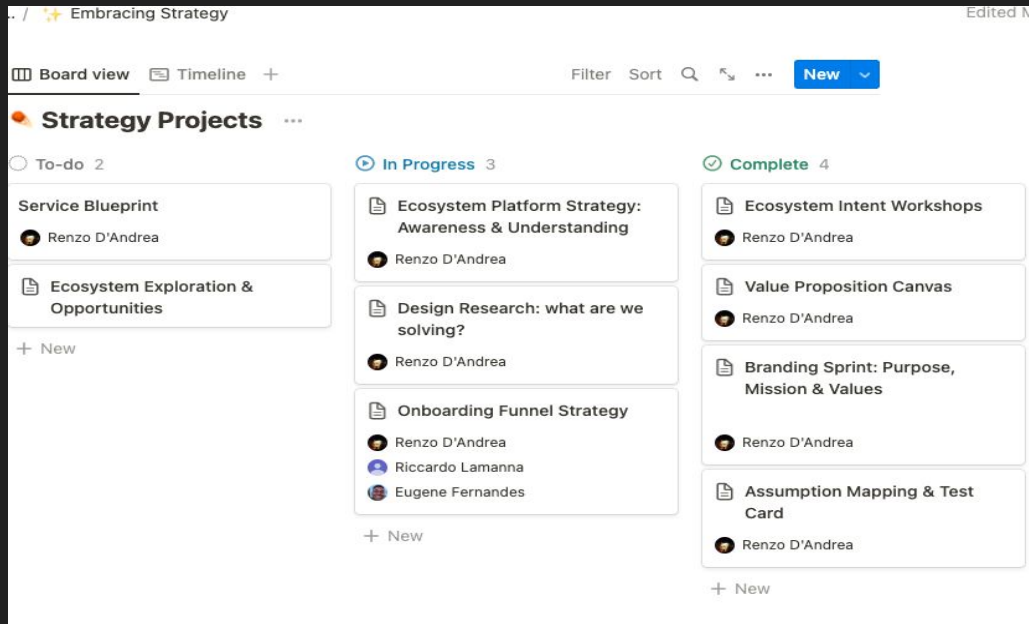 .. / Embracing Strategy
Edited
Board view
Timeline
Filter Sort
New
Strategy Projects
To-do 2
Service Blueprint
Renzo D'Andrea
Ecosystem Exploration &
Opportunities
+ New
In Progress 3
Ecosystem Platform Strategy:
Awareness & Understanding
Renzo D'Andrea
Design Research: what are we
solving?
Renzo D'Andrea
Onboarding Funnel Strategy
Renzo D'Andrea
Riccardo Lamanna
Eugene Fernandes
+ New
Complete 4
Ecosystem Intent Workshops
Renzo D'Andrea
Value Proposition Canvas
Renzo D'Andrea
Branding Sprint: Purpose,
Mission & Values
Renzo D'Andrea
Assumption Mapping & Test
Card
Renzo D'Andrea
+ New